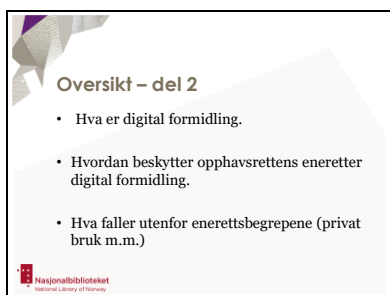 Oversikt – del 2
• Hva er digital formidling.
• Hvordan beskytter opphavsrettens eneretter
digital formidling.
• Hva faller utenfor enerettsbegrepene (privat
bruk m.m.)
Nasjonalbiblioteket
National Library of Norway